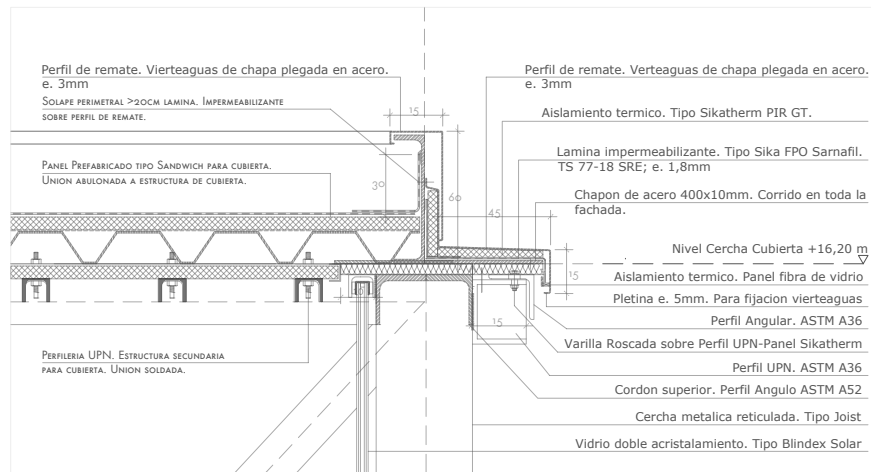 Perfil de remate. Vierteaguas de chapa plegada en acero.
e. 3mm
Solape perimetral >20cm lamina. Impermeabilizante
sobre perfil de remate.
Panel Prefabricado tipo Sandwich para cubierta.
Union abulonada a estructura de cubierta.
Perfileria UPN. Estructura secundaria
para cubierta. Union soldada.
15
30
60
45
15
15
Perfil de remate. Verteaguas de chapa plegada en acero.
e. 3mm
Aislamiento termico. Tipo Sikatherm PIR GT.
Lamina impermeabilizante. Tipo Sika FPO Sarnafil.
TS 77-18 SRE; e. 1,8mm
Chapon de acero 400x10mm. Corrido en toda la
fachada.
Nivel Cercha Cubierta +16,20 m
Aislamiento termico. Panel fibra de vidrio
Pletina e. 5mm. Para fijacion vierteaguas
Perfil Angular. ASTM A36
Varilla Roscada sobre Perfil UPN-Panel Sikatherm
Perfil UPN. ASTM A36
Cordon superior. Perfil Angulo ASTM A52
Cercha metalica reticulada. Tipo Joist
Vidrio doble acristalamiento. Tipo Blindex Solar